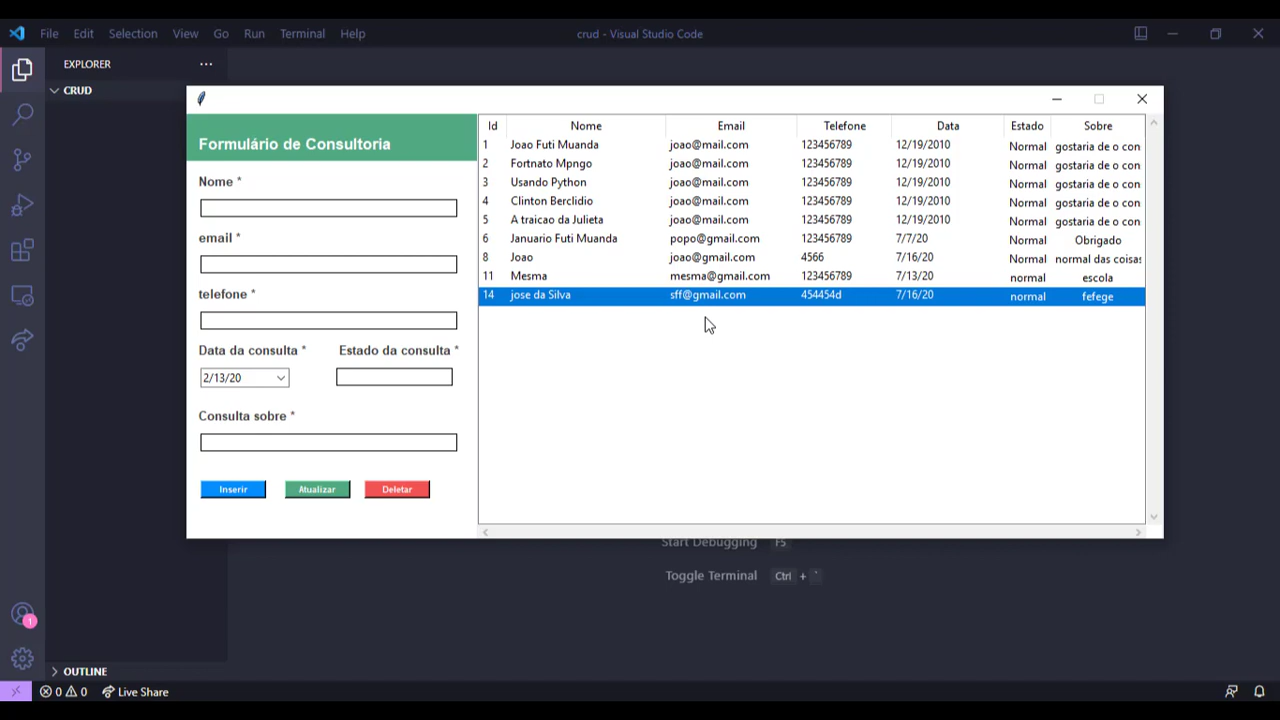 File Edit Selection View Go Run Terminal Help
crud - Visual Studio Code
EXPLORER
CRUD
Formulário de Consultoria
Nome *
email *
telefone *
Data da consulta * Estado da consulta *
2/13/20
Consulta sobre *
Inserir Atualizar Deletar
Id Nome Email Telefone Data Estado Sobre
1 Joao Futi Muanda joao@mail.com 123456789 12/19/2010 Normal gostaria de o con
2 Fortnato Mpngo joao@mail.com 123456789 12/19/2010 Normal gostaria de o con
3 Usando Python joao@mail.com 123456789 12/19/2010 Normal gostaria de o con
4 Clinton Berclidio joao@mail.com 123456789 12/19/2010 Normal gostaria de o con
5 A traicao da Julieta joao@mail.com 123456789 12/19/2010 Normal gostaria de o con
6 Januario Futi Muanda popo@gmail.com 123456789 7/7/20 Normal Obrigado
8 Joao joao@gmail.com 4566 7/16/20 Normal normal das coisas
11 Mesma mesma@gmail.com 123456789 7/13/20 normal escola
14 jose da Silva sff@gmail.com 454454d 7/16/20 normal fefege
Start Debugging F5
Toggle Terminal Ctrl + `
1
OUTLINE
0 0 Live Share